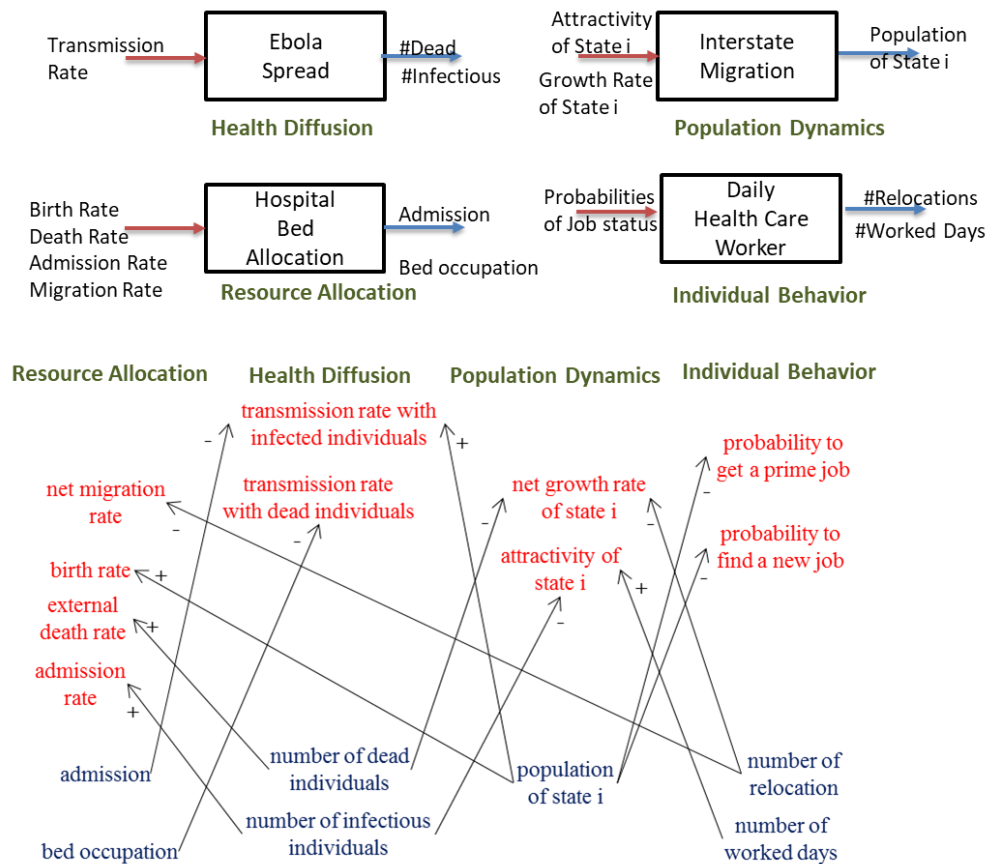 Transmission
Rate
Ebola
Spread
#Dead
#Infectious
Health Diffusion
Attractivity
of State i
Growth Rate
of State i
Interstate
Migration
Population
of State i
Population Dynamics
Birth Rate
Death Rate
Admission Rate
Migration Rate
Hospital
Bed
Allocation
Admission
Bed occupation
Resource Allocation
Probabilities
of Job status
Daily
Health Care
Worker
#Relocations
#Worked Days
Individual Behavior
Resource Allocation
Health Diffusion
Population Dynamics
Individual Behavior
transmission rate with
infected individuals
-
+
probability to
get a prime job
-
net migration
rate
-
transmission rate
with dead individuals
-
net growth rate
of state i
-
-
probability to
find a new job
-
birth rate
+
attractivity of
state i
-
+
external
death rate
+
admission
rate
+
admission
number of dead
individuals
population
of state i
number of
relocation
bed occupation
number of infectious
individuals
number of
worked days